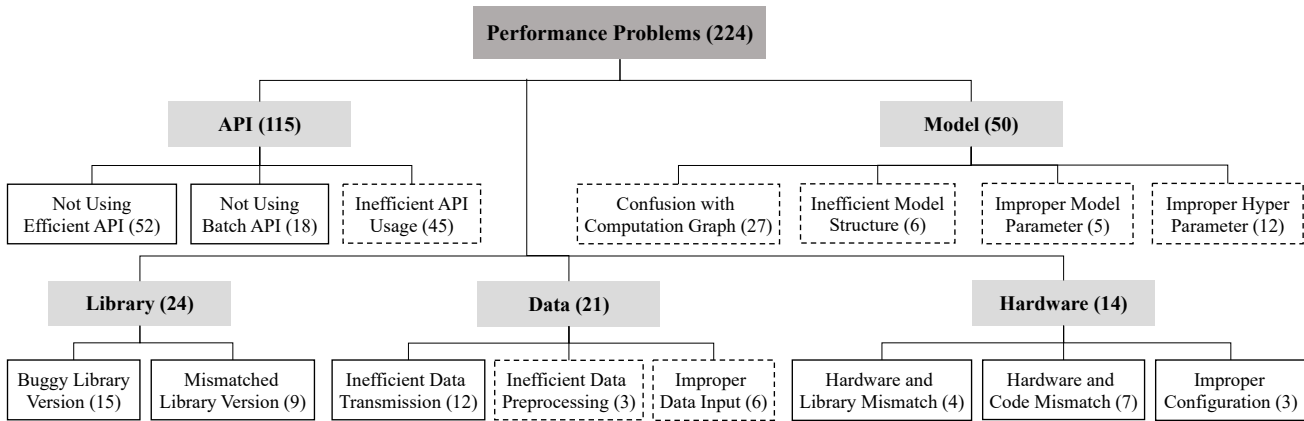 Performance Problems (224)
API (115)
Model (50)
Not Using
Efficient API (52)
Not Using
Batch API (18)
Inefficient API
Usage (45)
Confusion with
Computation Graph (27)
Inefficient Model
Structure (6)
Improper Model
Parameter (5)
Improper Hyper
Parameter (12)
Library (24)
Data (21)
Hardware (14)
Buggy Library
Version (15)
Mismatched
Library Version (9)
Inefficient Data
Transmission (12)
Inefficient Data
Preprocessing (3)
Improper
Data Input (6)
Hardware and
Library Mismatch (4)
Hardware and
Code Mismatch (7)
Improper
Configuration (3)